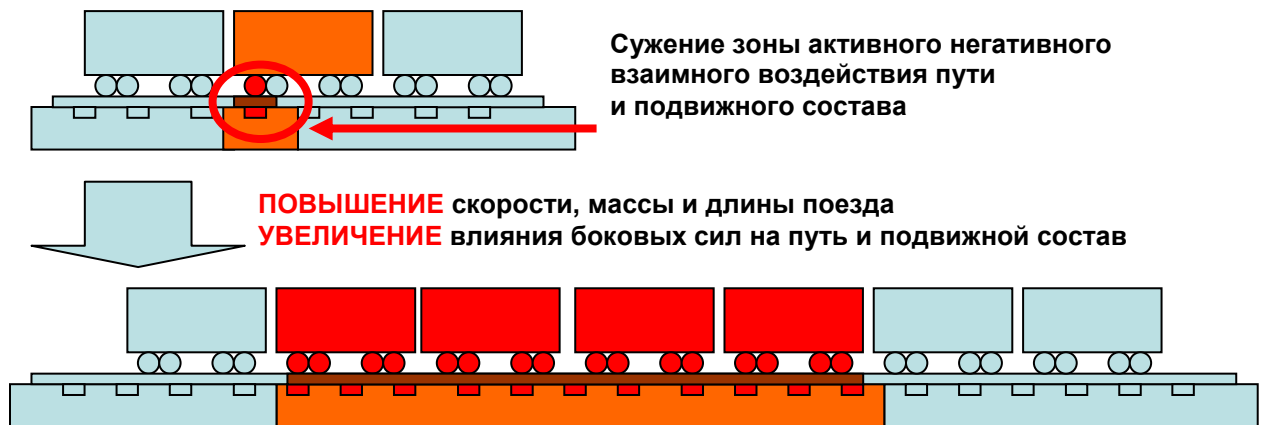 Сужение зоны активного негативного
взаимного воздействия пути
и подвижного состава
ПОВЫШЕНИЕ скорости, массы и длины поезда
УВЕЛИЧЕНИЕ влияния боковых сил на путь и подвижной состав